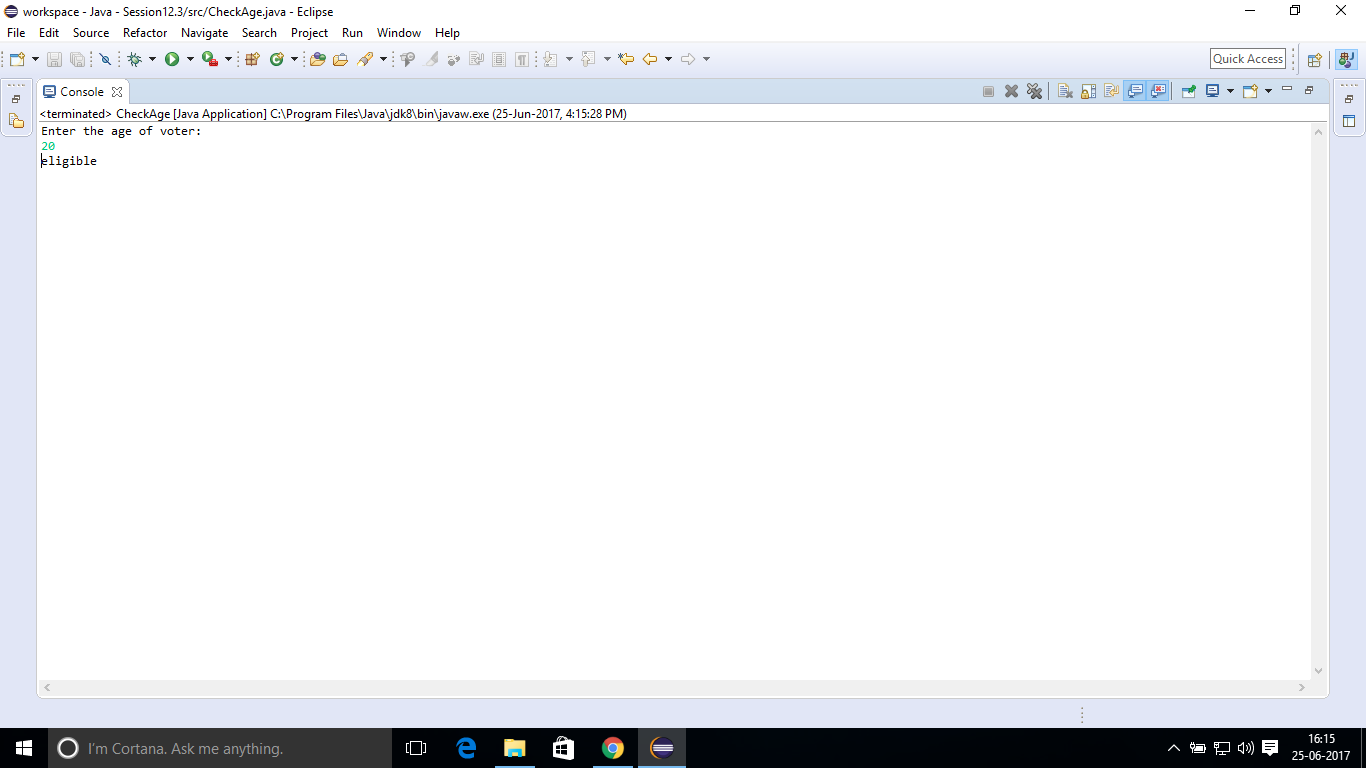 workspace - Java - Session12.3/src/CheckAge.java - Eclipse
File Edit Source Refactor Navigate Search Project Run Window Help
Quick Access
Console
<terminated> CheckAge [Java Application] C:\Program Files\Java\jdk8\bin\javaw.exe (25-Jun-2017, 4:15:28 PM)
Enter the age of voter:
20
eligible
I'm Cortana. Ask me anything.
16:15
25-06-2017